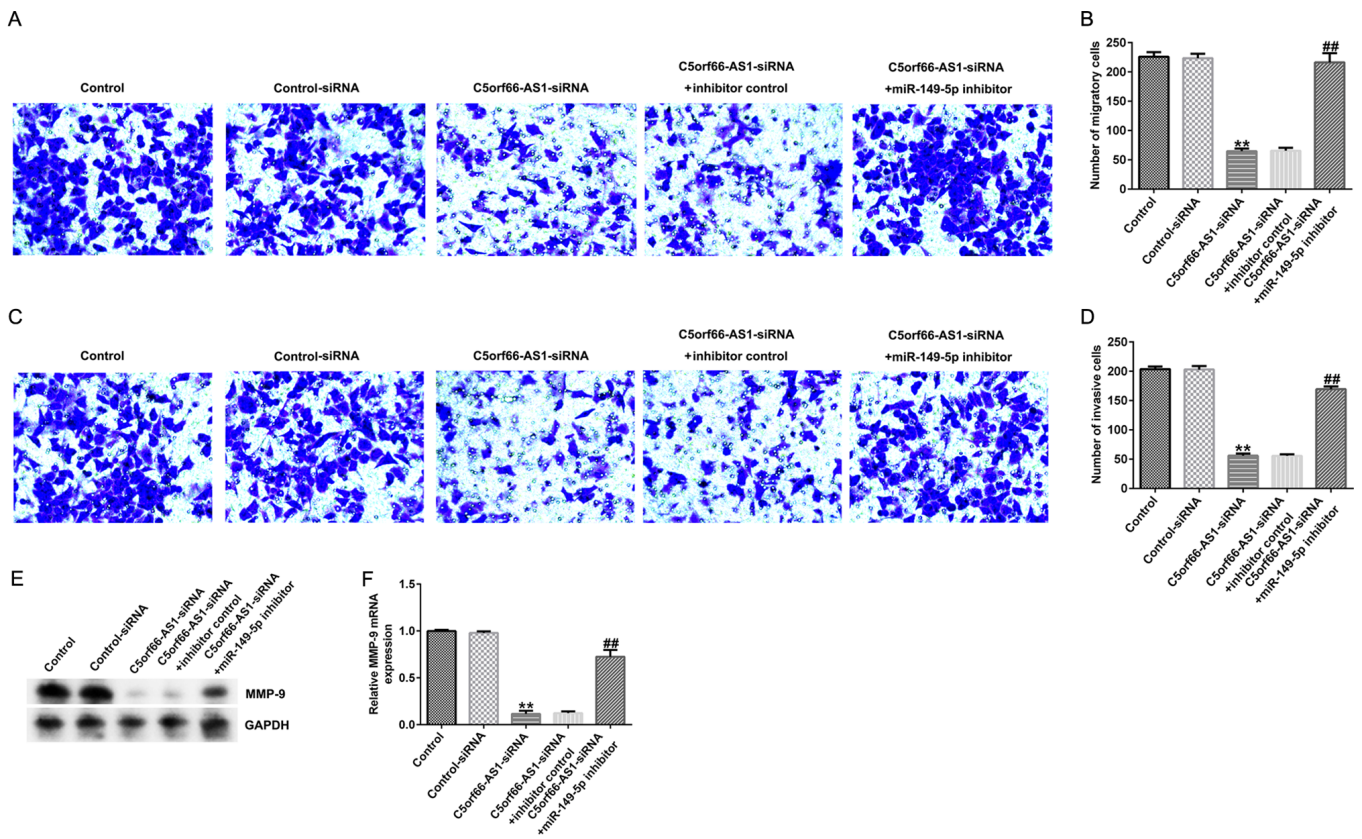 A
Control
Control-siRNA
C5orf66-AS1-siRNA
C5orf66-AS1-siRNA
+inhibitor control
C5orf66-AS1-siRNA
+miR-149-5p inhibitor
B
Number of migratory cells
250
200
150
100
50
0
**
##
Control
Control-siRNA
C5orf66-AS1-siRNA
C5orf66-AS1-siRNA
+inhibitor control
C5orf66-AS1-siRNA
+miR-149-5p inhibitor
C
Control
Control-siRNA
C5orf66-AS1-siRNA
C5orf66-AS1-siRNA
+inhibitor control
C5orf66-AS1-siRNA
+miR-149-5p inhibitor
D
Number of invasive cells
250
200
150
100
50
0
**
##
Control
Control-siRNA
C5orf66-AS1-siRNA
C5orf66-AS1-siRNA
+inhibitor control
C5orf66-AS1-siRNA
+miR-149-5p inhibitor
E
Control
Control-siRNA
C5orf66-AS1-siRNA
C5orf66-AS1-siRNA
+inhibitor control
C5orf66-AS1-siRNA
+miR-149-5p inhibitor
MMP-9
GAPDH
F
Relative MMP-9 mRNA
expression
1.5
1.0
0.5
0.0
**
##
Control
Control-siRNA
C5orf66-AS1-siRNA
C5orf66-AS1-siRNA
+inhibitor control
C5orf66-AS1-siRNA
+miR-149-5p inhibitor